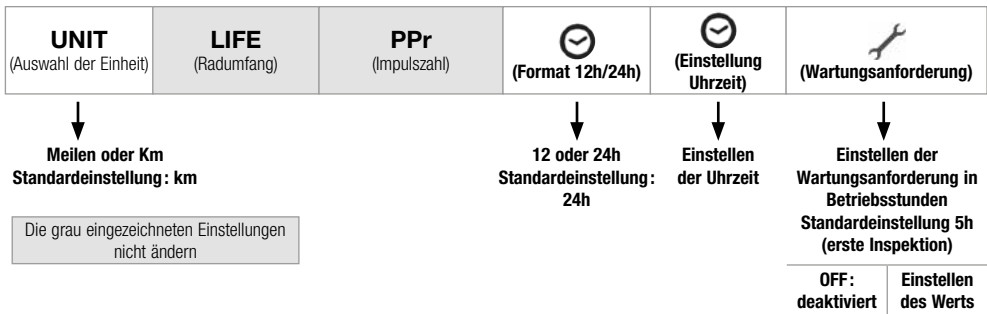 UNIT
(Auswahl der Einheit)
LIFE
(Radumfang)
PPr
(Impulszahl)
(Format 12h/24h)
(Einstellung
Uhrzeit)
(Wartungsanforderung)
Meilen oder Km
Standardeinstellung: km
12 oder 24h
Standardeinstellung:
24h
Einstellen
der Uhrzeit
Einstellen der
Wartungsanforderung in
Betriebsstunden
Standardeinstellung 5h
(erste Inspektion)
Die grau eingezeichneten Einstellungen
nicht ändern
OFF:
deaktiviert
Einstellen
des Werts